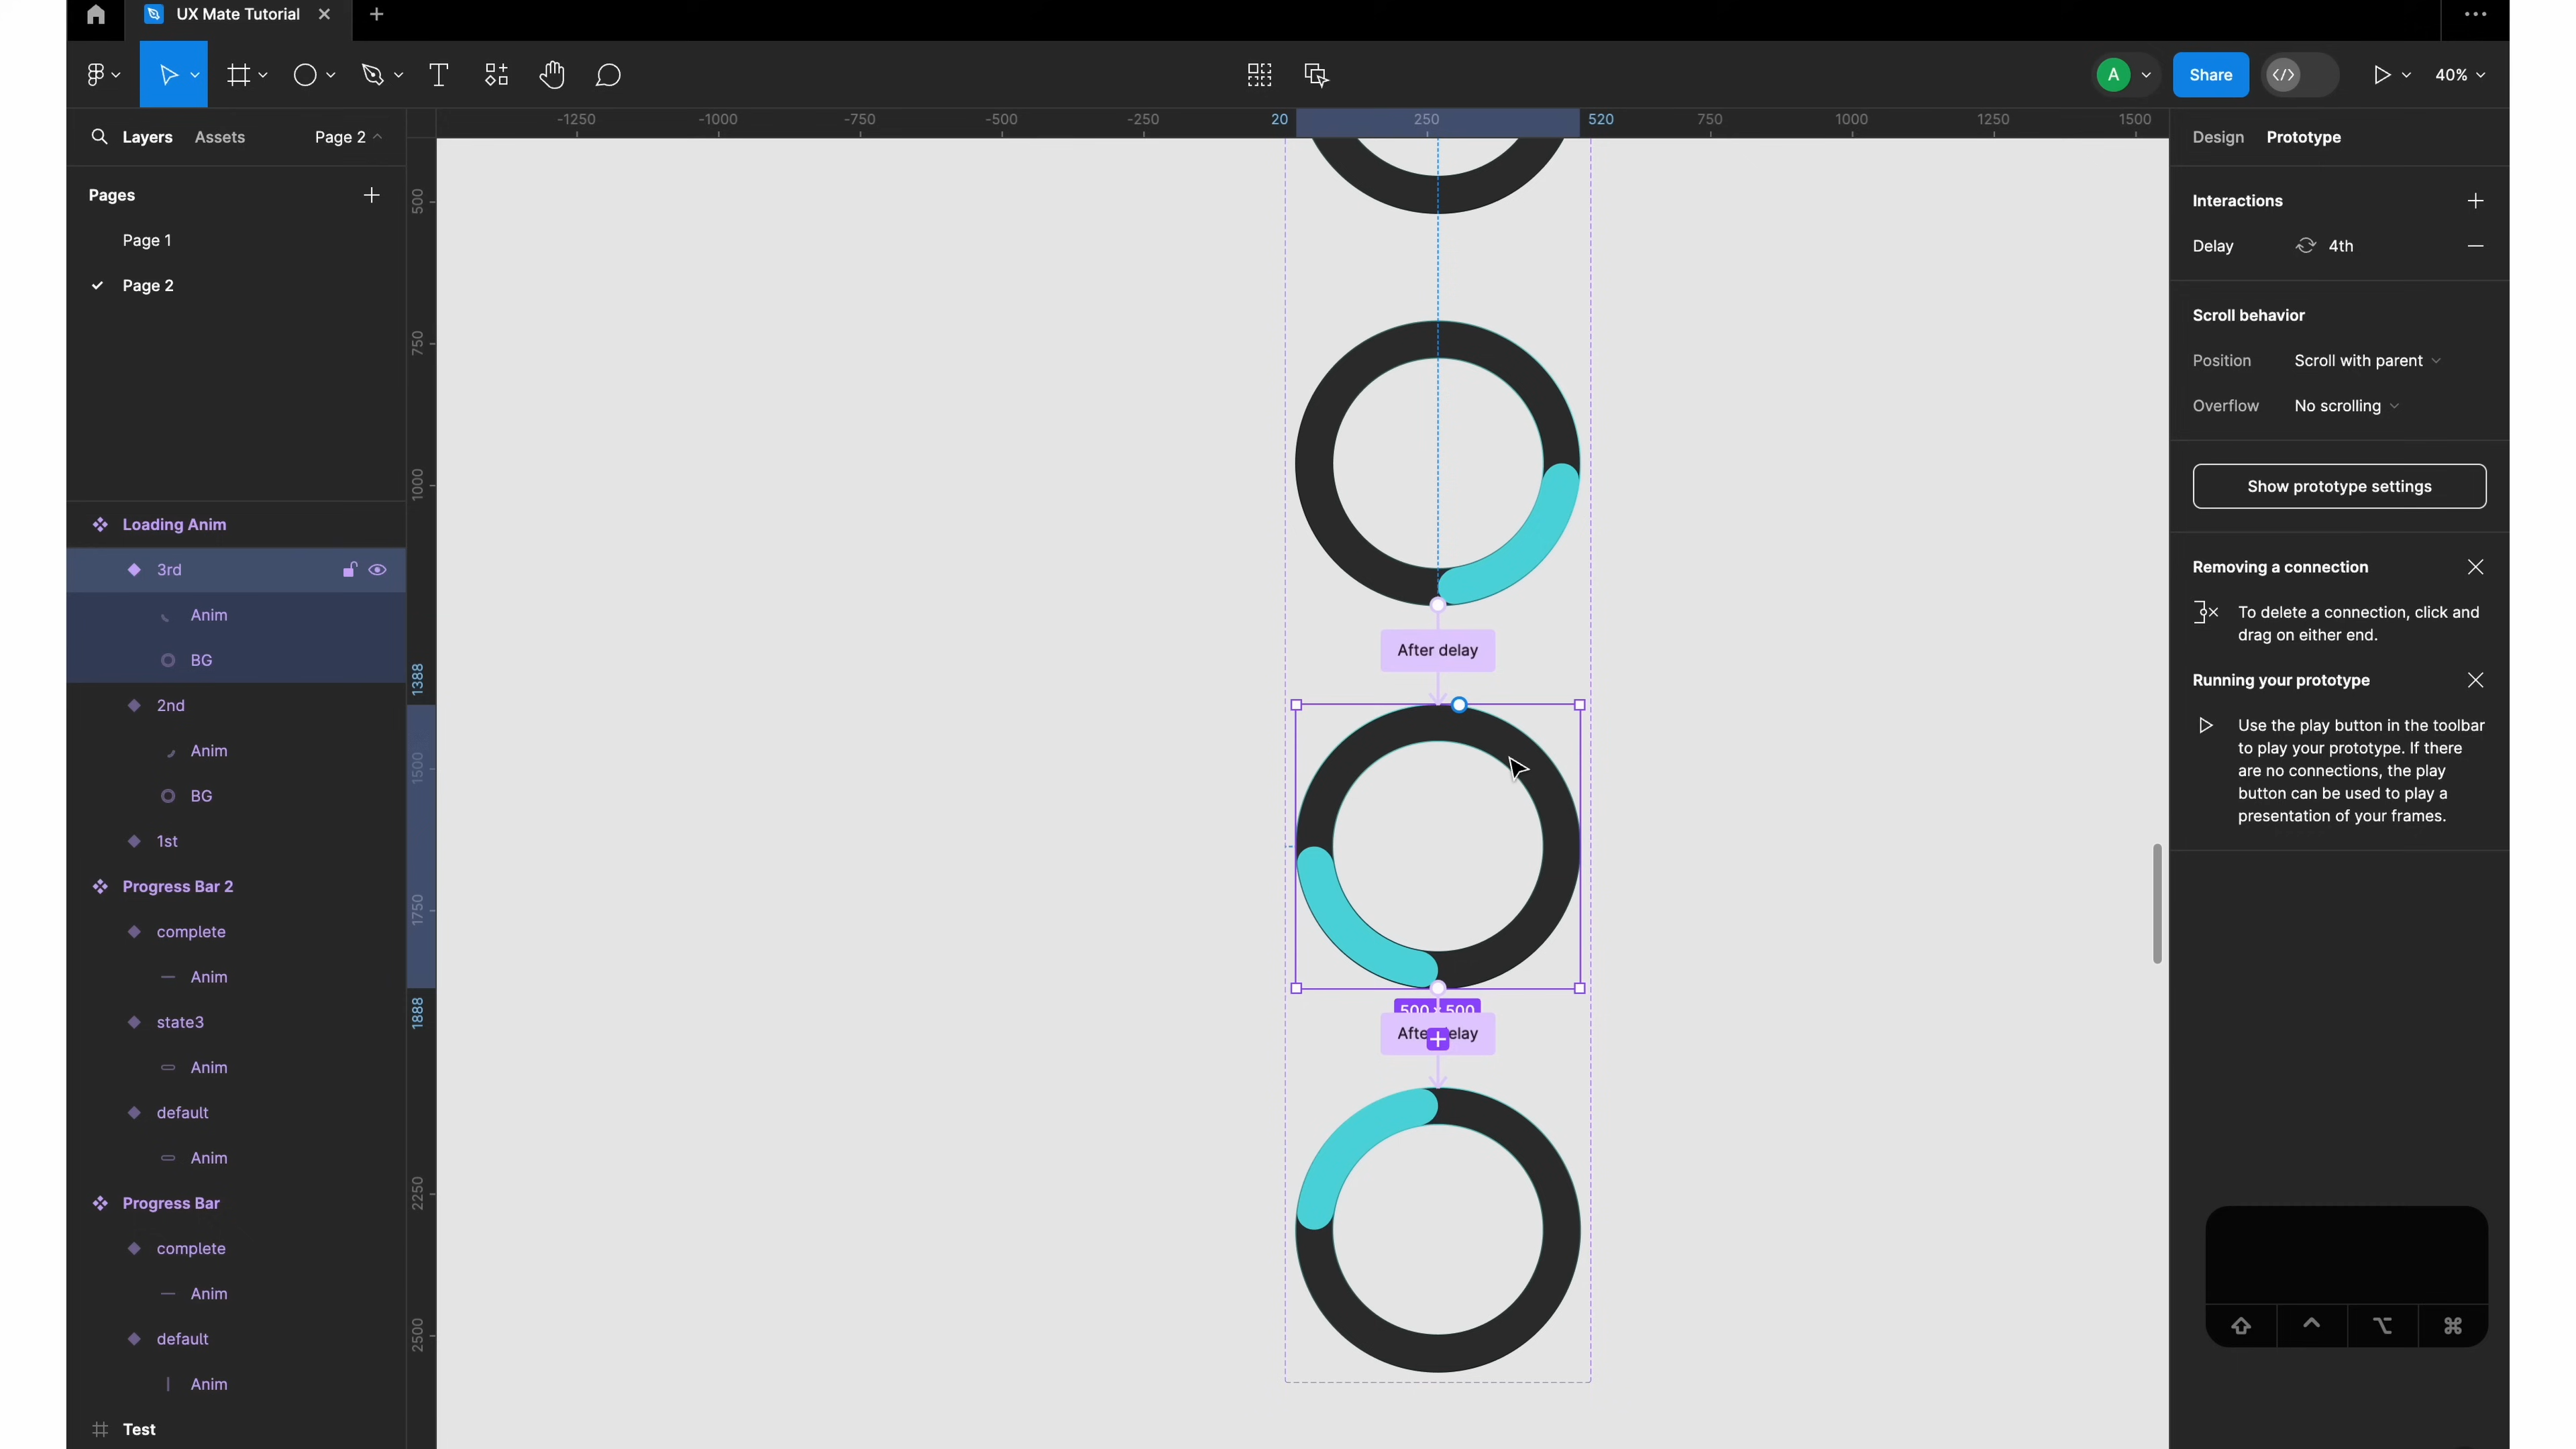 UX Mate Tutorial
A
Share
40%
Layers
Assets
Page 2
Pages
Page 1
Page 2
Loading Anim
3rd
Anim
BG
2nd
Anim
BG
1st
Progress Bar 2
complete
Anim
state3
Anim
default
Anim
Progress Bar
complete
Anim
default
Anim
Test
-1250
-1000
-750
-500
-250
20
250
520
750
1000
1250
1500
500
750
1000
1388
1500
1750
1888
2250
2500
After delay
500 x 500
After delay
Design
Prototype
Interactions
Delay
4th
Scroll behavior
Position
Scroll with parent
Overflow
No scrolling
Show prototype settings
Removing a connection
To delete a connection, click and
drag on either end.
Running your prototype
Use the play button in the toolbar
to play your prototype. If there
are no connections, the play
button can be used to play a
presentation of your frames.